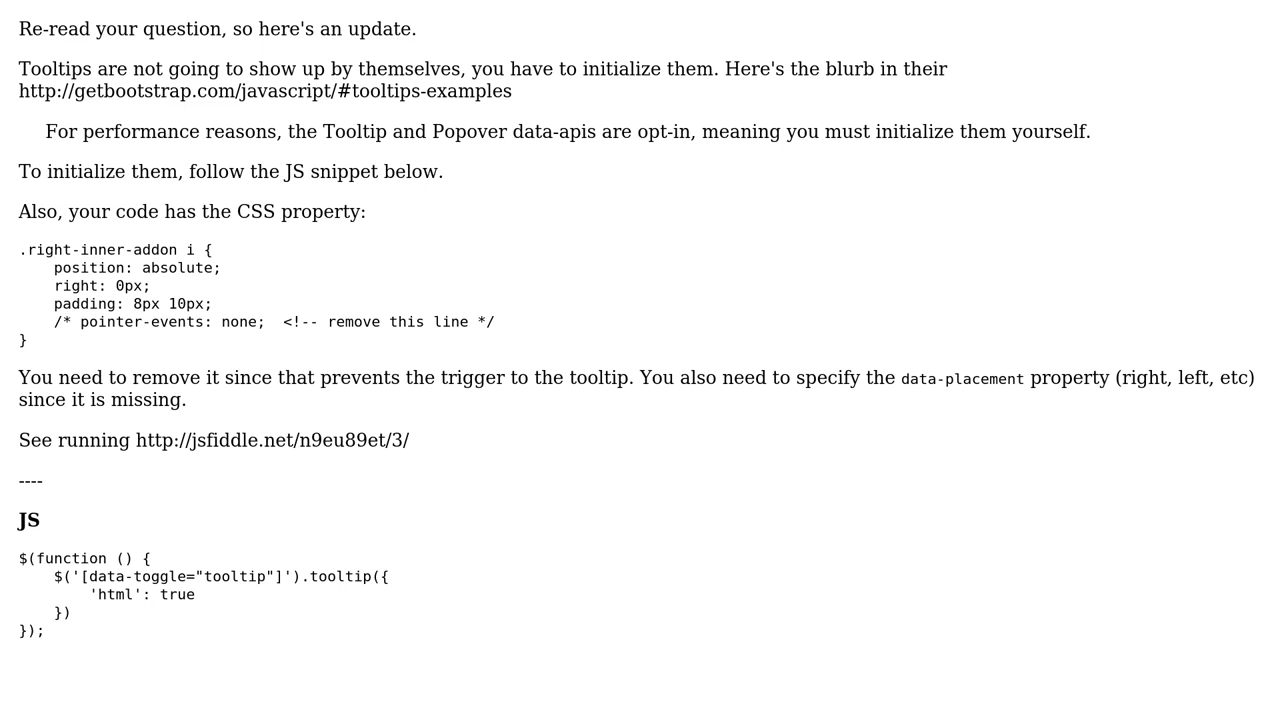 Re-read your question, so here's an update.
Tooltips are not going to show up by themselves, you have to initialize them. Here's the blurb in their
http://getbootstrap.com/javascript/#tooltips-examples
For performance reasons, the Tooltip and Popover data-apis are opt-in, meaning you must initialize them yourself.
To initialize them, follow the JS snippet below.
Also, your code has the CSS property:
.right-inner-addon i {
    position: absolute;
    right: 0px;
    padding: 8px 10px;
    /* pointer-events: none;  <!-- remove this line */
}
You need to remove it since that prevents the trigger to the tooltip. You also need to specify the data-placement property (right, left, etc)
since it is missing.
See running http://jsfiddle.net/n9eu89et/3/
----
JS
$(function () {
    $('[data-toggle="tooltip"]').tooltip({
        'html': true
    })
});